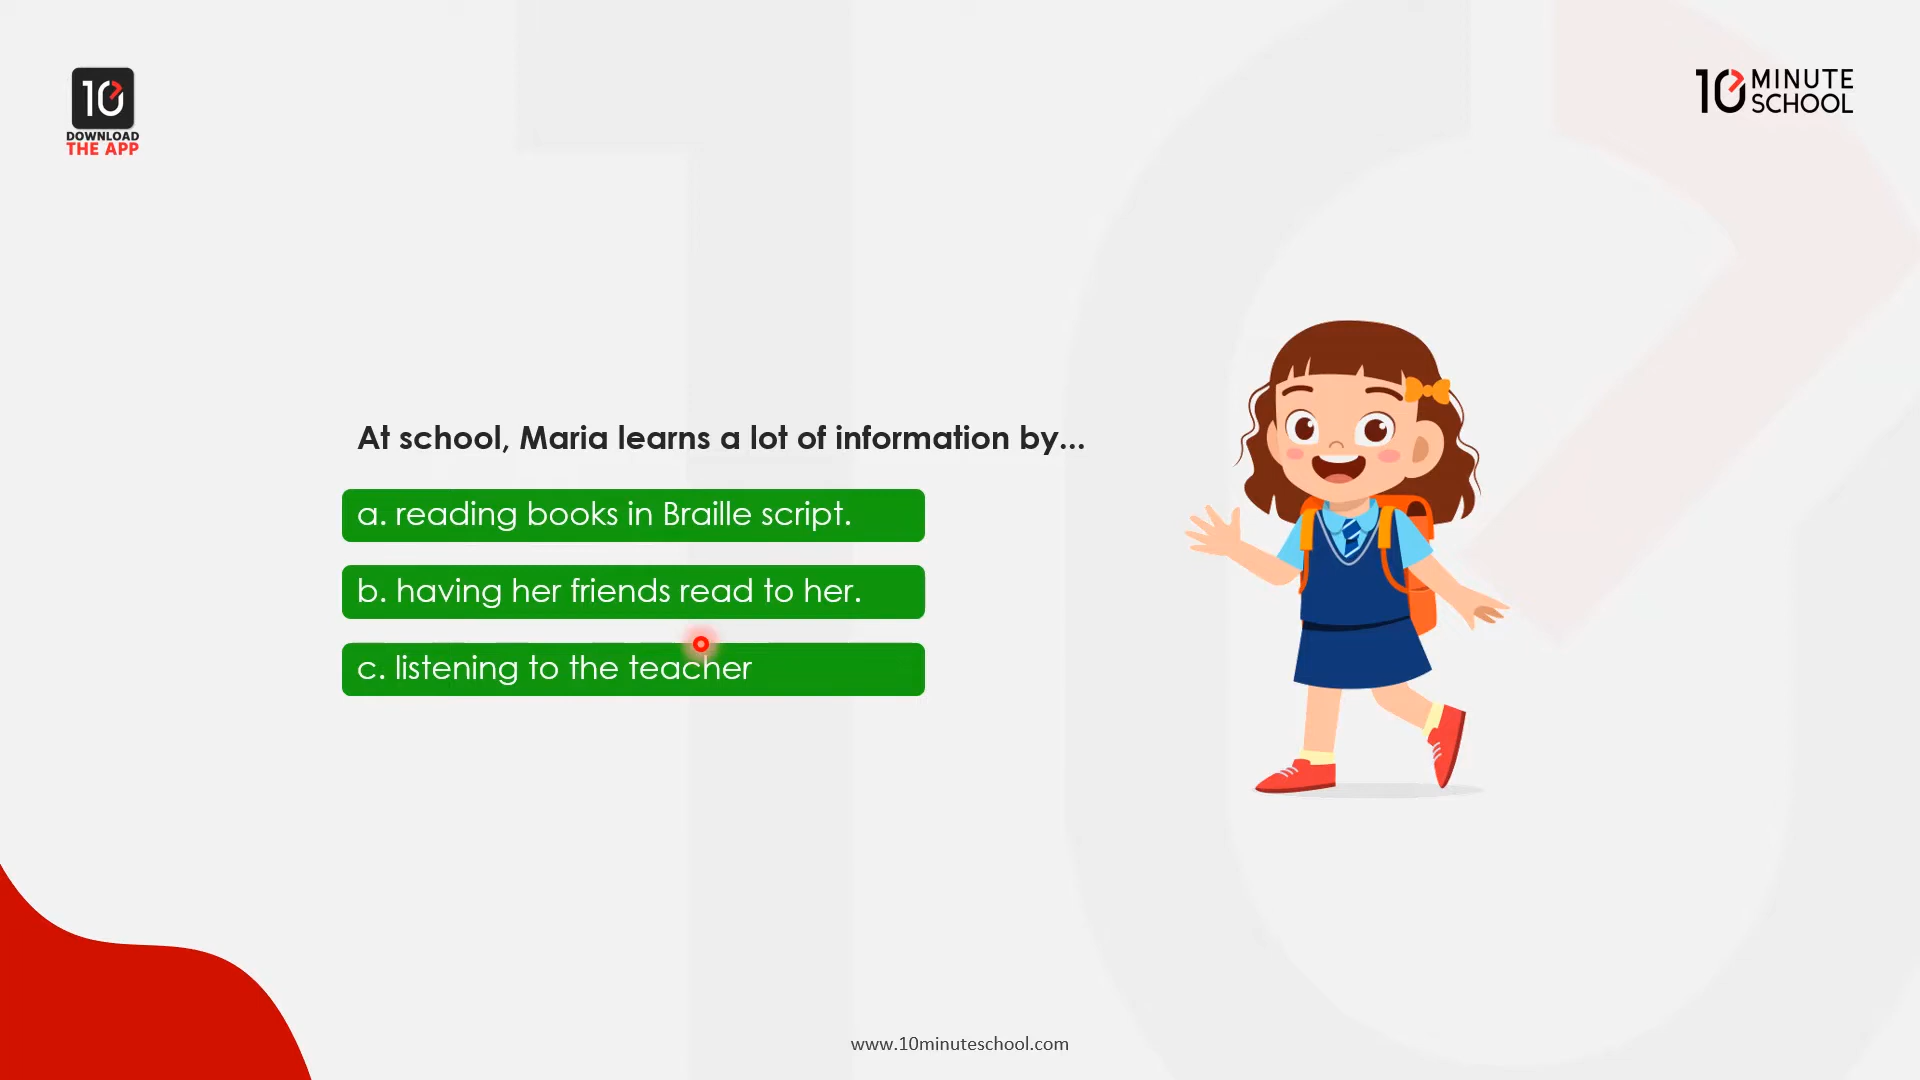 10
DOWNLOAD
THE APP
10 MINUTE
SCHOOL
At school, Maria learns a lot of information by...
a. reading books in Braille script.
b. having her friends read to her.
c. listening to the teacher
www.10minuteschool.com